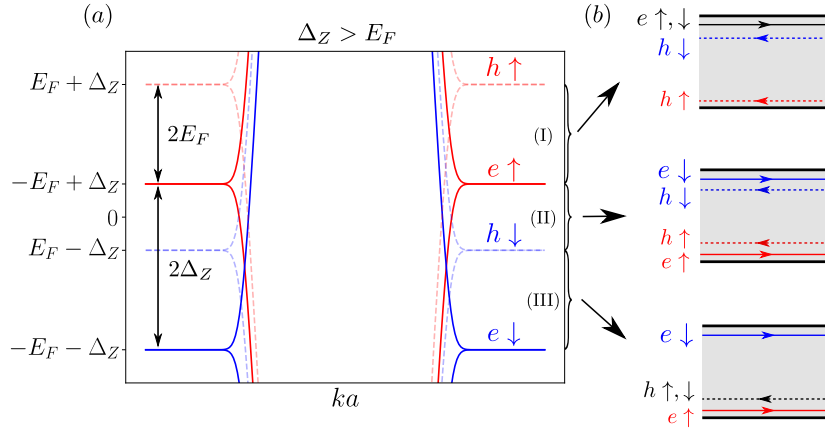 (a)
Δ_Z > E_F
E_F + Δ_Z
−E_F + Δ_Z
0
E_F − Δ_Z
−E_F − Δ_Z
2E_F
2Δ_Z
h ↑
e ↑
h ↓
e ↓
(I)
(II)
(III)
ka
(b)
e ↑, ↓
h ↓
h ↑
e ↓
h ↓
h ↑
e ↑
e ↓
h ↑, ↓
e ↑